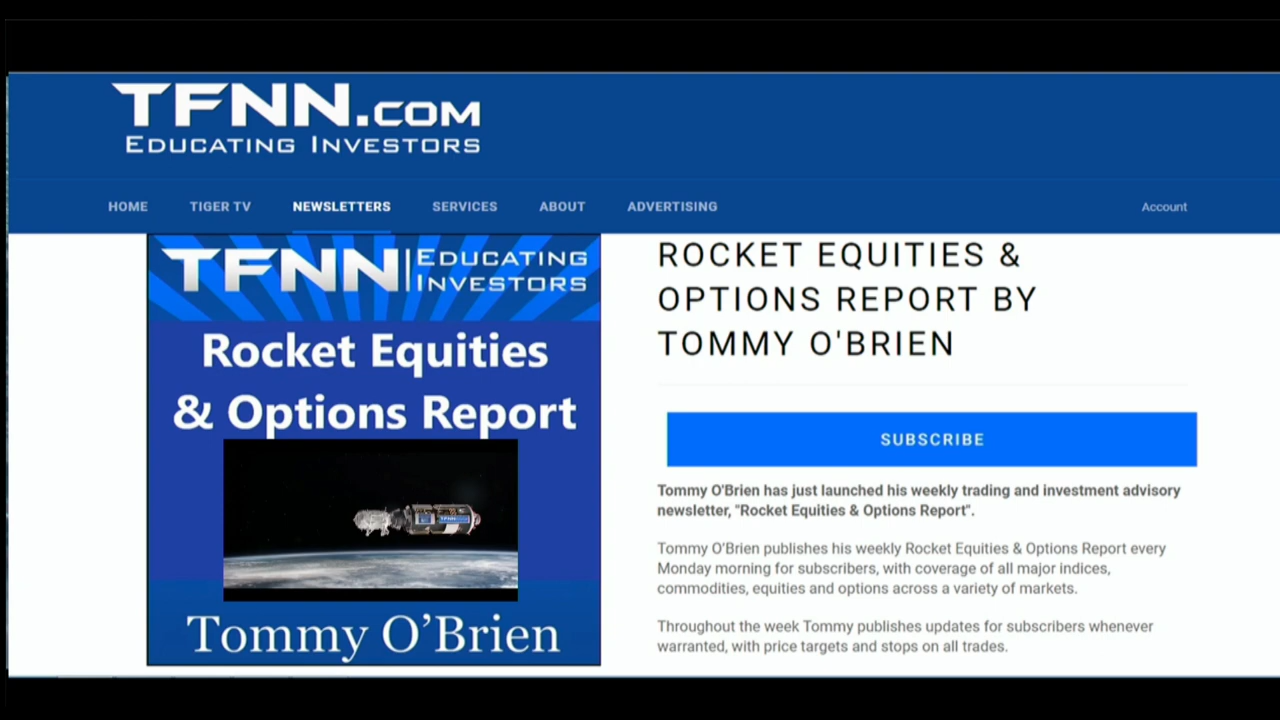 TFNN.COM
EDUCATING INVESTORS
HOME TIGER TV NEWSLETTERS SERVICES ABOUT ADVERTISING Account
TFNN EDUCATING INVESTORS
Rocket Equities
& Options Report
TFNN
Tommy O'Brien
ROCKET EQUITIES &
OPTIONS REPORT BY
TOMMY O'BRIEN
SUBSCRIBE
Tommy O'Brien has just launched his weekly trading and investment advisory
newsletter, "Rocket Equities & Options Report".
Tommy O'Brien publishes his weekly Rocket Equities & Options Report every
Monday morning for subscribers, with coverage of all major indices,
commodities, equities and options across a variety of markets.
Throughout the week Tommy publishes updates for subscribers whenever
warranted, with price targets and stops on all trades.